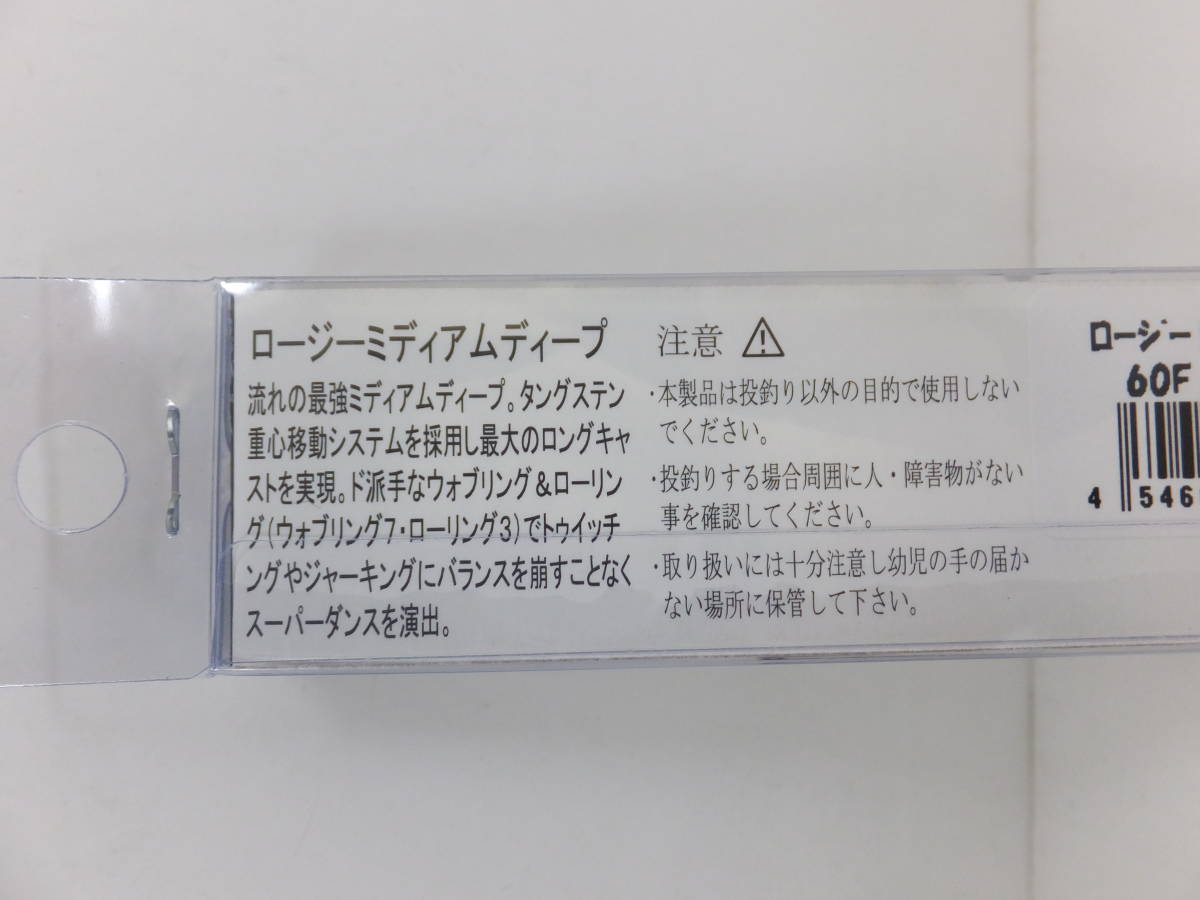 ロージーミディアムディープ
流れの最強ミディアムディープ。タングステン
重心移動システムを採用し最大のロングキャ
ストを実現。ド派手なウォブリング&ローリン
グ(ウォブリング7・ローリング3)でトゥイッチ
ングやジャーキングにバランスを崩すことなく
スーパーダンスを演出。
注意
・本製品は投釣り以外の目的で使用しない
でください。
・投釣りする場合周囲に人・障害物がない
事を確認してください。
・取り扱いには十分注意し幼児の手の届か
ない場所に保管して下さい。
ロージー
60F
4 546